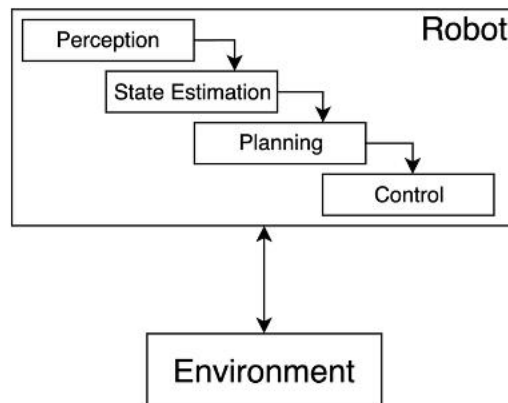 Robot
Perception
State Estimation
Planning
Control
Environment